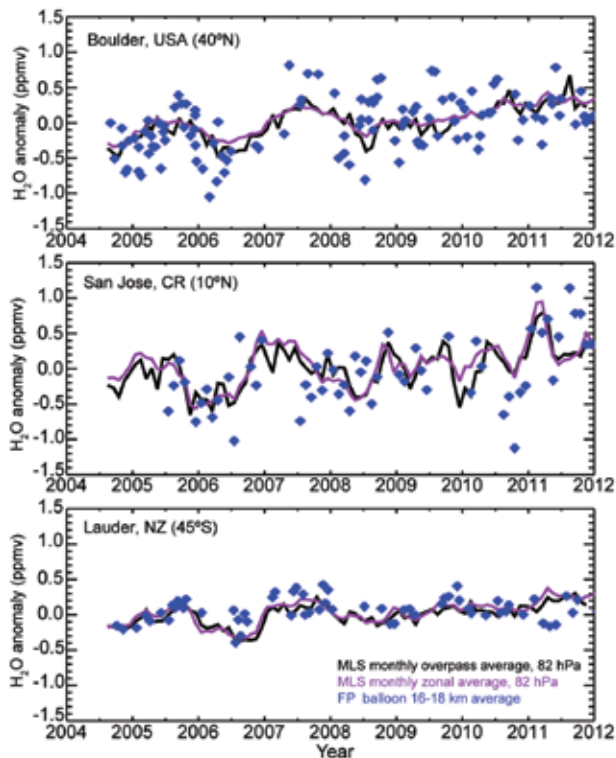 1.5
Boulder, USA (40ºN)
1.0
0.5
0.0
-0.5
-1.0
-1.5
H2O anomaly (ppmv)
2004 2005 2006 2007 2008 2009 2010 2011 2012
1.5
San Jose, CR (10ºN)
1.0
0.5
0.0
-0.5
-1.0
-1.5
H2O anomaly (ppmv)
2004 2005 2006 2007 2008 2009 2010 2011 2012
1.5
Lauder, NZ (45ºS)
1.0
0.5
0.0
-0.5
-1.0
-1.5
H2O anomaly (ppmv)
MLS monthly overpass average, 82 hPa
MLS monthly zonal average, 82 hPa
FP balloon 16-18 km average
2004 2005 2006 2007 2008 2009 2010 2011 2012
Year